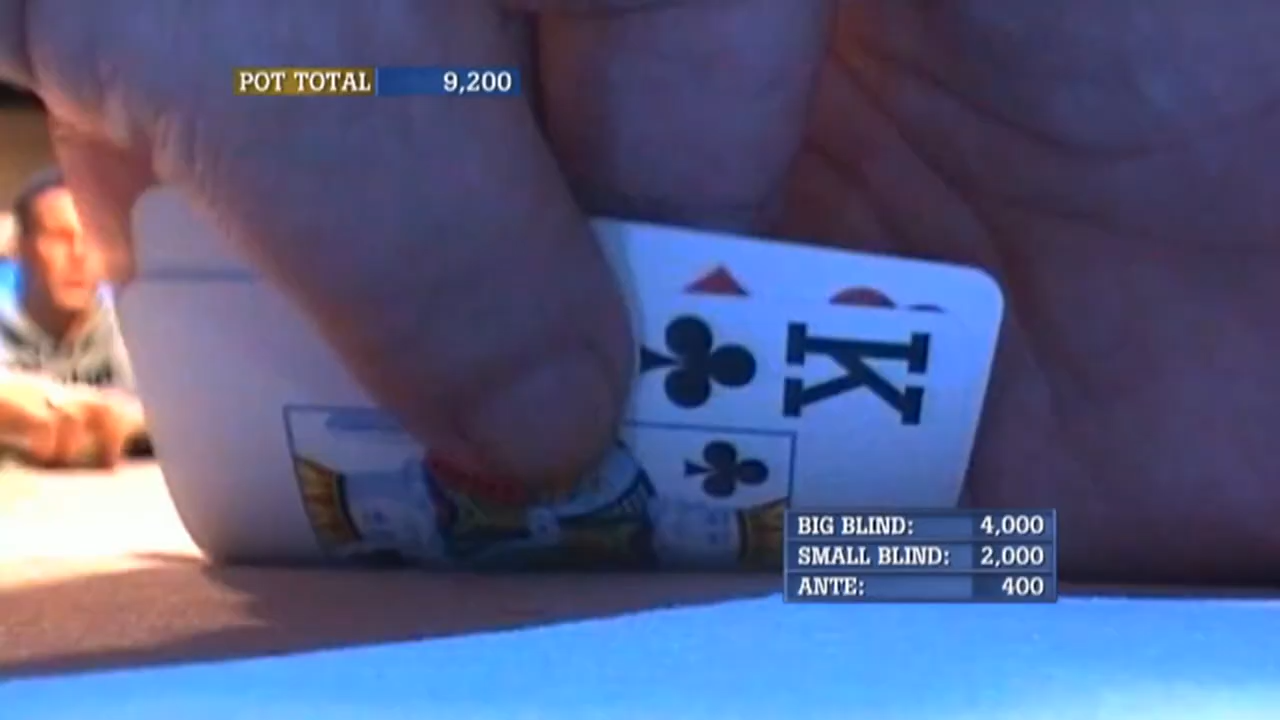 POT TOTAL 9,200
K
BIG BLIND: 4,000
SMALL BLIND: 2,000
ANTE: 400